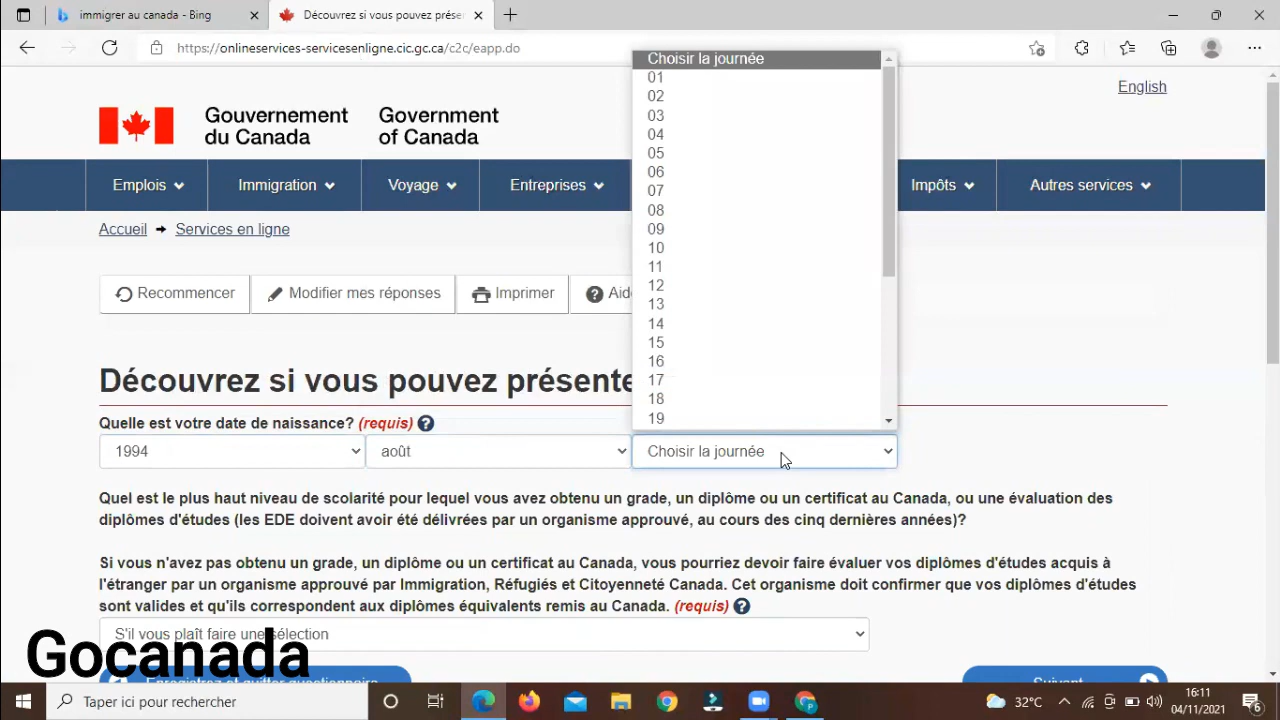 immigrer au canada - Bing
Découvrez si vous pouvez prése
https://onlineservices-servicesenligne.cic.gc.ca/c2c/eapp.do
English
Gouvernement
du Canada
Government
of Canada
Emplois
Immigration
Voyage
Entreprises
Impôts
Autres services
Accueil
Services en ligne
Recommencer
Modifier mes réponses
Imprimer
Aid
Choisir la journée
01
02
03
04
05
06
07
08
09
10
11
12
13
14
15
16
17
18
19
Découvrez si vous pouvez présente
Quelle est votre date de naissance? (requis)
1994
août
Choisir la journée
Quel est le plus haut niveau de scolarité pour lequel vous avez obtenu un grade, un diplôme ou un certificat au Canada, ou une évaluation des
diplômes d'études (les EDE doivent avoir été délivrées par un organisme approuvé, au cours des cinq dernières années)?
Si vous n'avez pas obtenu un grade, un diplôme ou un certificat au Canada, vous pourriez devoir faire évaluer vos diplômes d'études acquis à
l'étranger par un organisme approuvé par Immigration, Réfugiés et Citoyenneté Canada. Cet organisme doit confirmer que vos diplômes d'études
sont valides et qu'ils correspondent aux diplômes équivalents remis au Canada. (requis)
S'il vous plaît faire une sélection
Gocanada
Enregistrez et quitter questionnaire
Suivant
Taper ici pour rechercher
32°C
16:11
04/11/2021
6